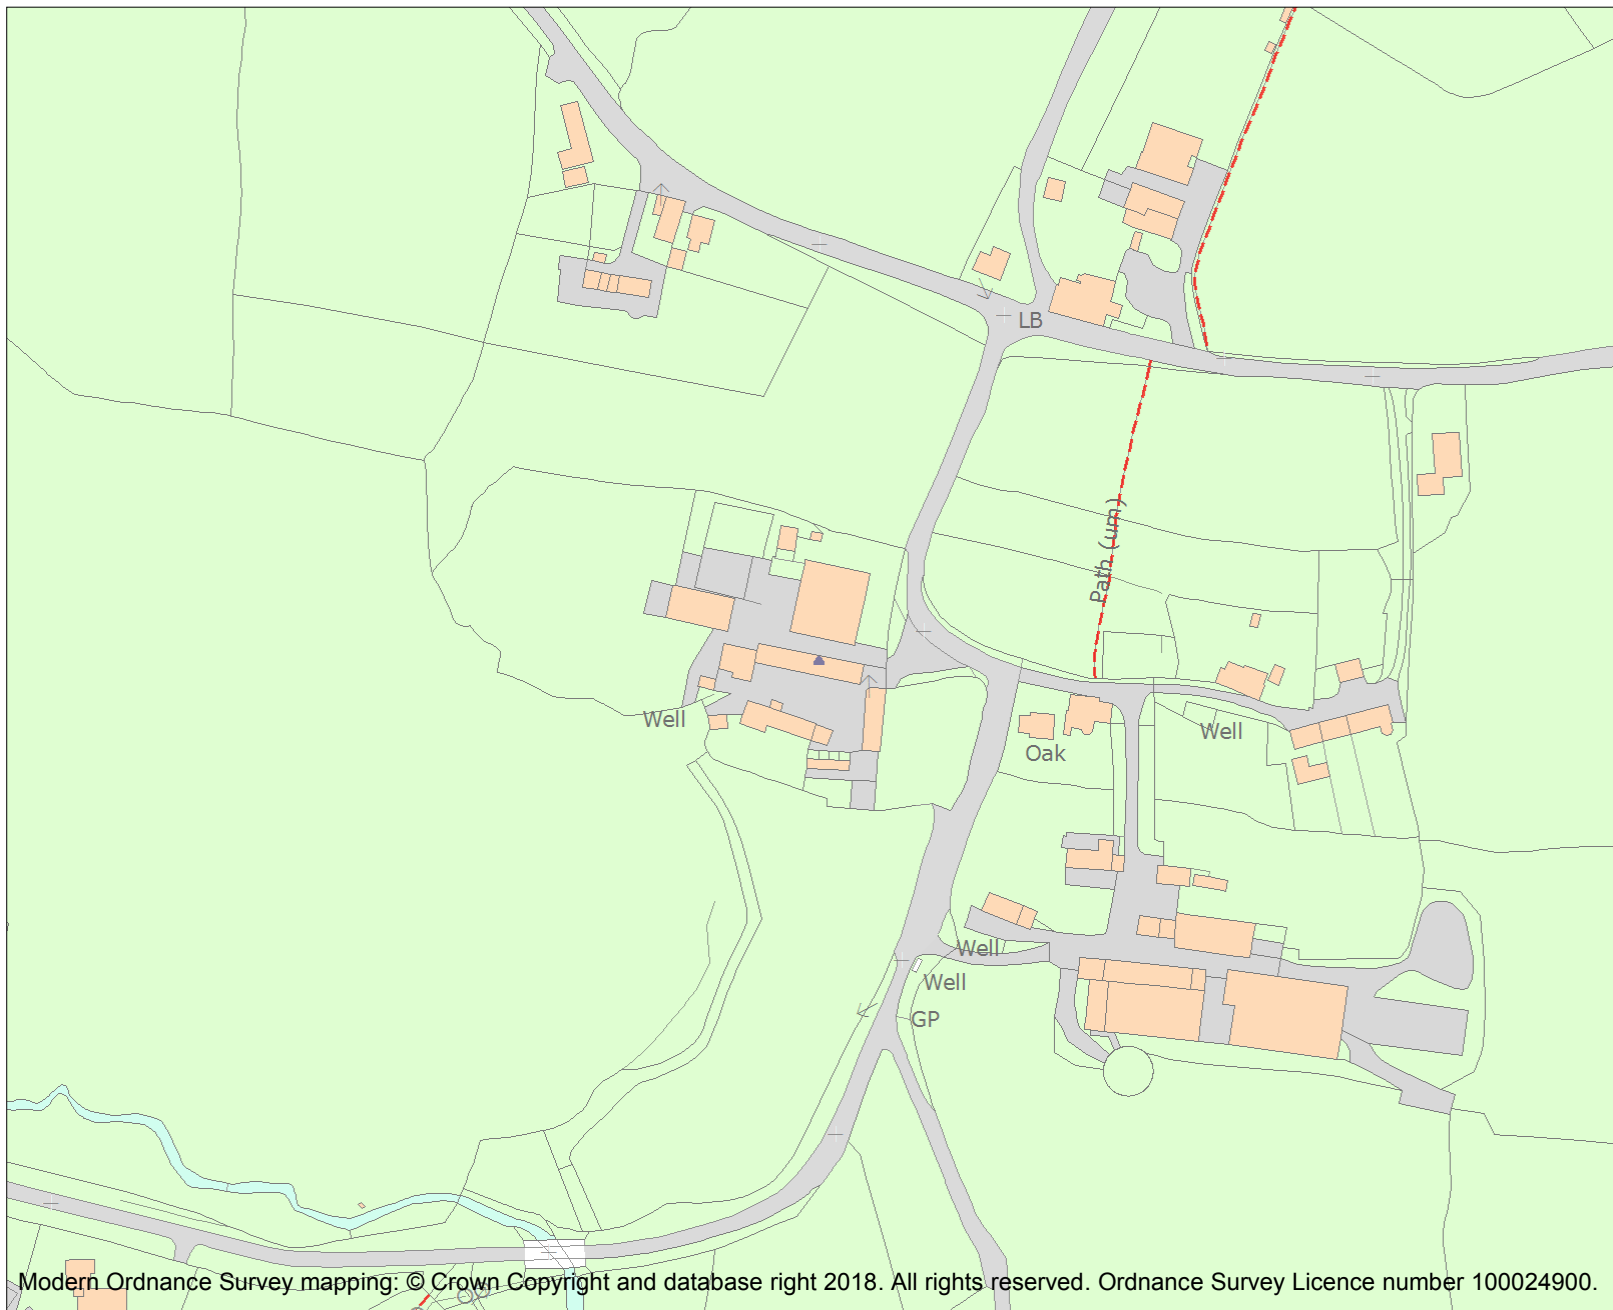 LB
Path (um)
Well
Well
Oak
Well
Well
GP
Modern Ordnance Survey mapping: © Crown Copyright and database right 2018. All rights reserved. Ordnance Survey Licence number 100024900.